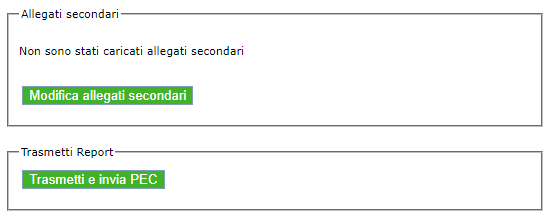 Allegati secondari
Non sono stati caricati allegati secondari
Modifica allegati secondari
Trasmetti Report
Trasmetti e invia PEC